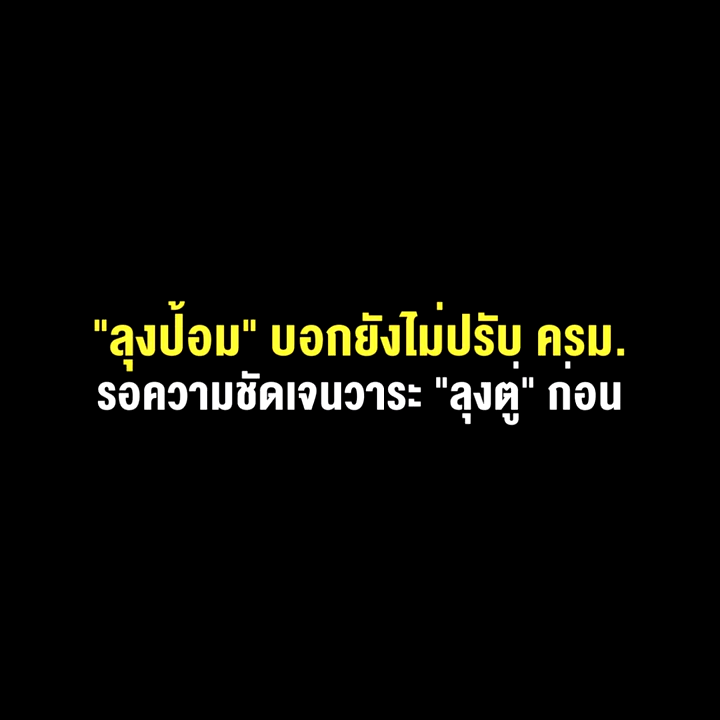 "ลุงป้อม" บอกยังไม่ปรับ ครม.
รอความชัดเจนวาระ "ลุงตู่" ก่อน